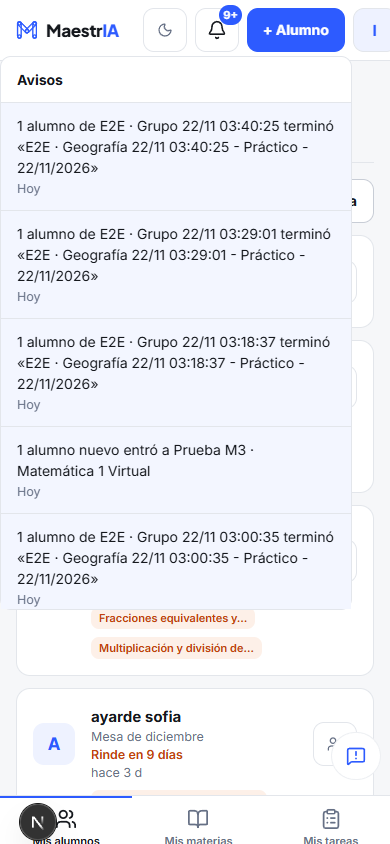 MaestrIA
9+
+ Alumno
I
Avisos
1 alumno de E2E · Grupo 22/11 03:40:25 terminó
«E2E · Geografía 22/11 03:40:25 - Práctico -
22/11/2026»
Hoy
1 alumno de E2E · Grupo 22/11 03:29:01 terminó
«E2E · Geografía 22/11 03:29:01 - Práctico -
22/11/2026»
Hoy
1 alumno de E2E · Grupo 22/11 03:18:37 terminó
«E2E · Geografía 22/11 03:18:37 - Práctico -
22/11/2026»
Hoy
1 alumno nuevo entró a Prueba M3 ·
Matemática 1 Virtual
Hoy
1 alumno de E2E · Grupo 22/11 03:00:35 terminó
«E2E · Geografía 22/11 03:00:35 - Práctico -
22/11/2026»
Hoy
Fracciones equivalentes y...
Multiplicación y división de...
A
ayarde sofia
Mesa de diciembre
Rinde en 9 días
hace 3 d
N
Mis alumnos
Mis materias
Mis tareas